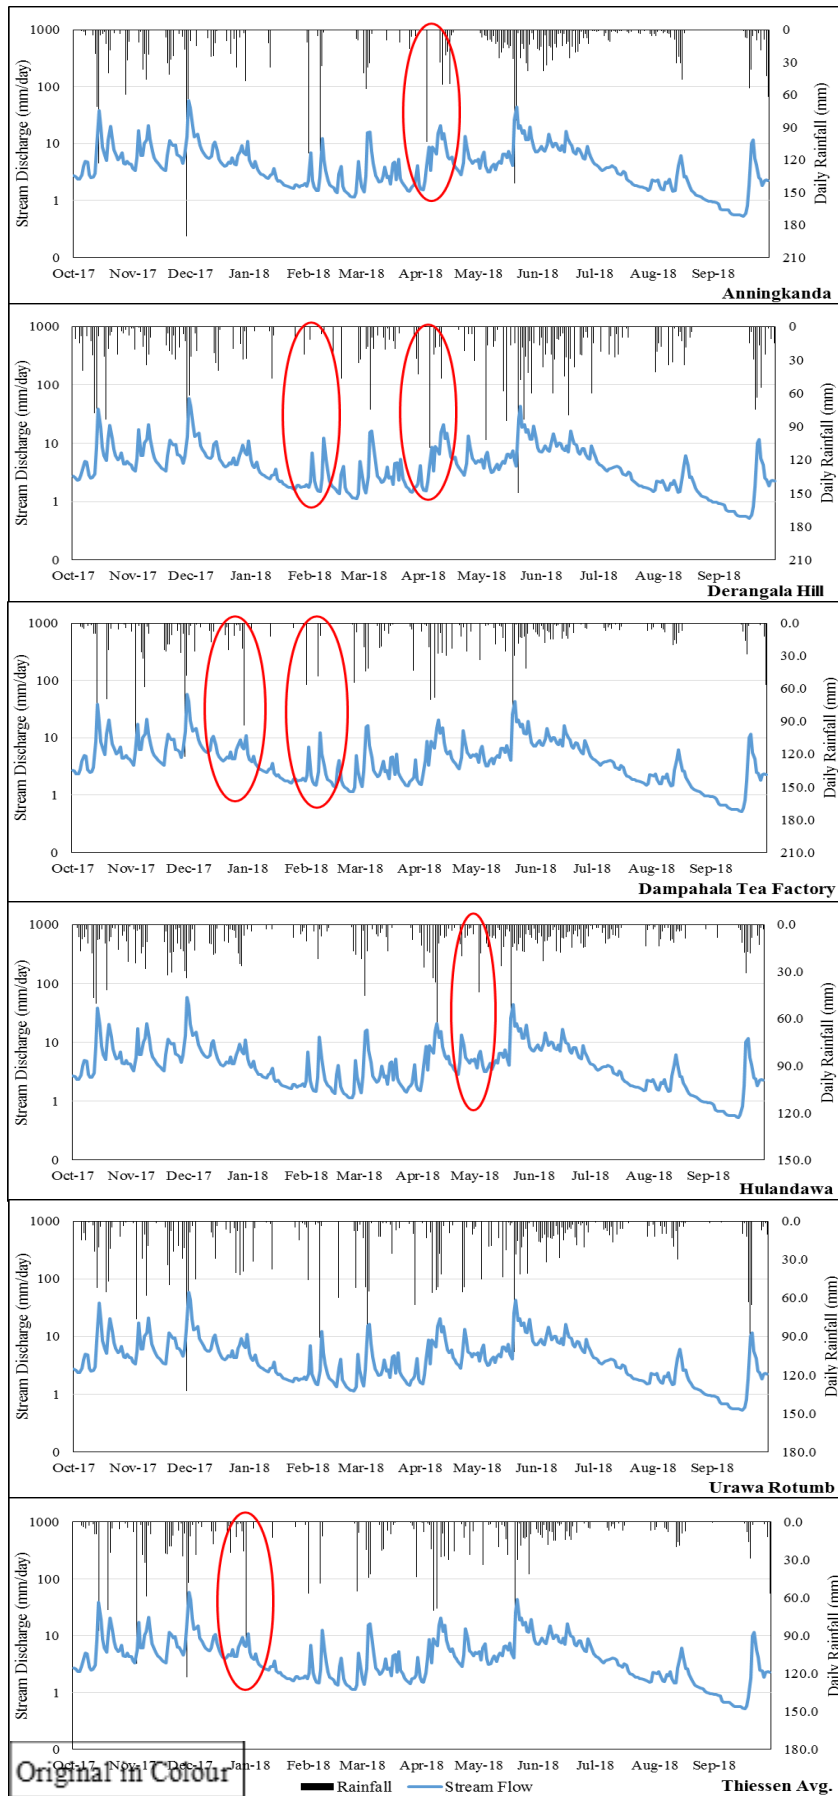 1000
100
10
1
0
Stream Discharge (mm/day)
0
30
60
90
120
150
180
210
Daily Rainfall (mm)
Oct-17 Nov-17 Dec-17 Jan-18 Feb-18 Mar-18 Apr-18 May-18 Jun-18 Jul-18 Aug-18 Sep-18
Anningkanda
1000
100
10
1
0
Stream Discharge (mm/day)
0
30
60
90
120
150
180
210
Daily Rainfall (mm)
Oct-17 Nov-17 Dec-17 Jan-18 Feb-18 Mar-18 Apr-18 May-18 Jun-18 Jul-18 Aug-18 Sep-18
Derangala Hill
1000
100
10
1
0
Stream Discharge (mm/day)
0.0
30.0
60.0
90.0
120.0
150.0
180.0
210.0
Daily Rainfall (mm)
Oct-17 Nov-17 Dec-17 Jan-18 Feb-18 Mar-18 Apr-18 May-18 Jun-18 Jul-18 Aug-18 Sep-18
Dampahala Tea Factory
1000
100
10
1
0
Stream Discharge (mm/day)
0.0
30.0
60.0
90.0
120.0
150.0
Daily Rainfall (mm)
Oct-17 Nov-17 Dec-17 Jan-18 Feb-18 Mar-18 Apr-18 May-18 Jun-18 Jul-18 Aug-18 Sep-18
Hulandawa
1000
100
10
1
0
Stream Discharge (mm/day)
0.0
30.0
60.0
90.0
120.0
150.0
180.0
Daily Rainfall (mm)
Oct-17 Nov-17 Dec-17 Jan-18 Feb-18 Mar-18 Apr-18 May-18 Jun-18 Jul-18 Aug-18 Sep-18
Urawa Rotumb
1000
100
10
1
0
Stream Discharge (mm/day)
0.0
30.0
60.0
90.0
120.0
150.0
180.0
Daily Rainfall (mm)
Oct-17 Nov-17 Dec-17 Jan-18 Feb-18 Mar-18 Apr-18 May-18 Jun-18 Jul-18 Aug-18 Sep-18
Original in Colour
Rainfall Stream Flow
Thiessen Avg.